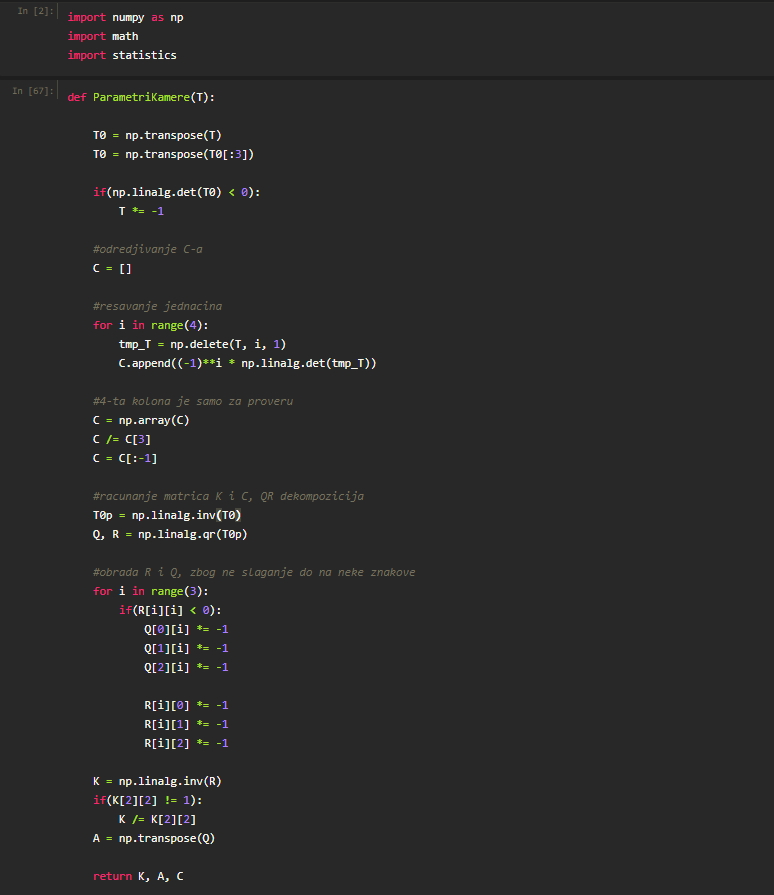 In [2]:
import numpy as np
import math
import statistics
In [67]:
def ParametriKamere(T):
T0 = np.transpose(T)
T0 = np.transpose(T0[:3])
if(np.linalg.det(T0) < 0):
T *= -1
#odredjivanje C-a
C = []
#resavanje jednacina
for i in range(4):
tmp_T = np.delete(T, i, 1)
C.append((-1)**i * np.linalg.det(tmp_T))
#4-ta kolona je samo za proveru
C = np.array(C)
C /= C[3]
C = C[:-1]
#racunanje matrica K i C, QR dekompozicija
T0p = np.linalg.inv(T0)
Q, R = np.linalg.qr(T0p)
#obrada R i Q, zbog ne slaganje do na neke znakove
for i in range(3):
if(R[i][i] < 0):
Q[0][i] *= -1
Q[1][i] *= -1
Q[2][i] *= -1
R[i][0] *= -1
R[i][1] *= -1
R[i][2] *= -1
K = np.linalg.inv(R)
if(K[2][2] != 1):
K /= K[2][2]
A = np.transpose(Q)
return K, A, C